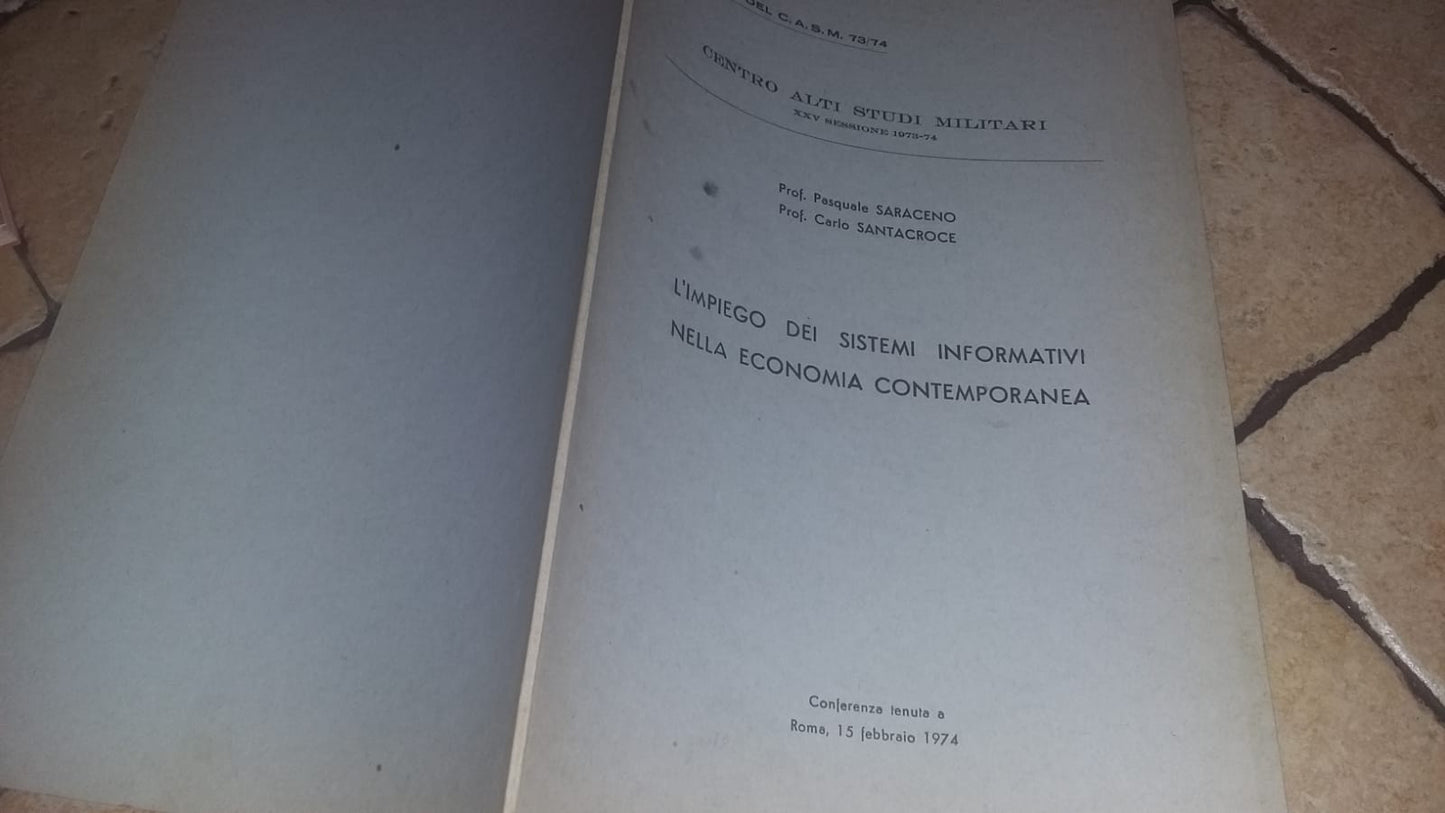 DEL C. A. S. M. 73/74
CENTRO ALTI STUDI MILITARI
XXV SESSIONE 1973-74
Prof. Pasquale SARACENO
Prof. Carlo SANTACROCE
L'IMPIEGO DEI SISTEMI INFORMATIVI
NELLA ECONOMIA CONTEMPORANEA
Conferenza tenuta a
Roma, 15 febbraio 1974